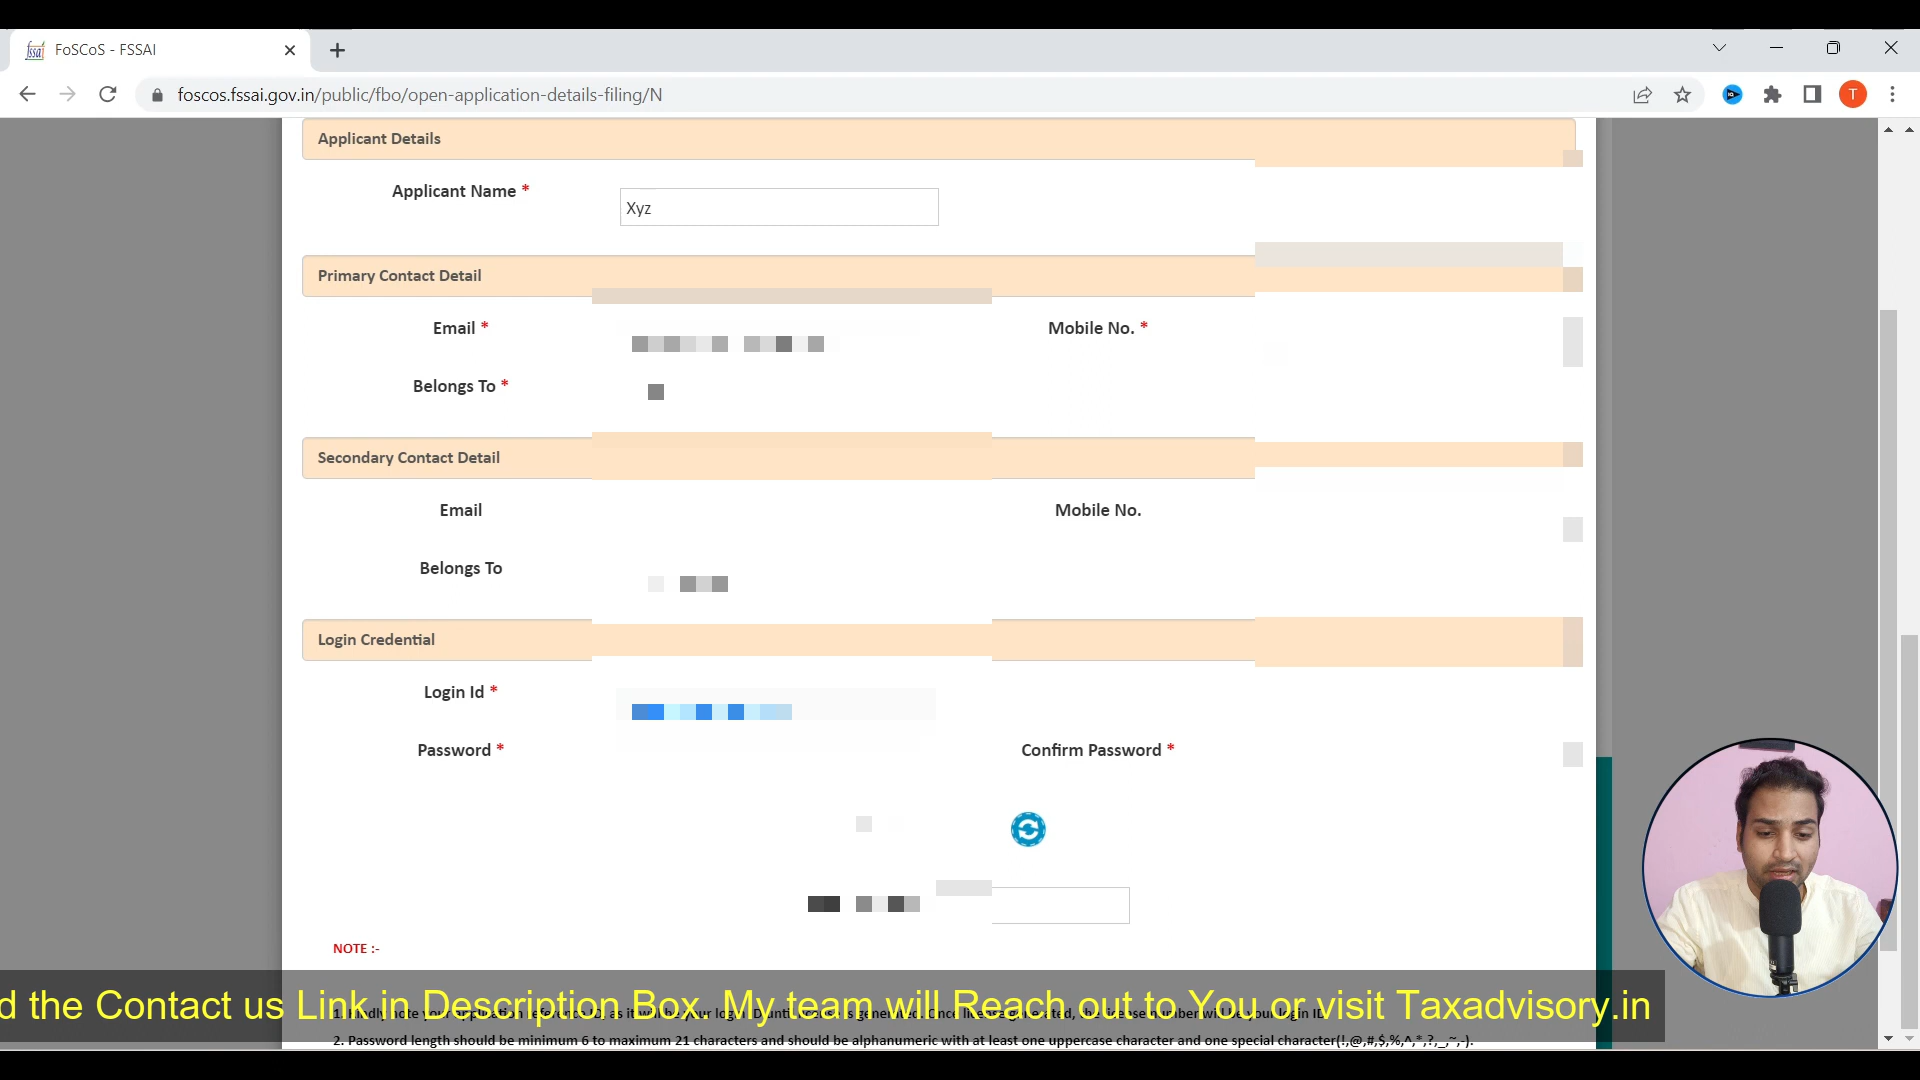 FoSCoS - FSSAI
foscos.fssai.gov.in/public/fbo/open-application-details-filing/N
T
Applicant Details
Applicant Name *
Xyz
Primary Contact Detail
Email *
Mobile No. *
Belongs To *
Secondary Contact Detail
Email
Mobile No.
Belongs To
Login Credential
Login Id *
Password *
Confirm Password *
NOTE :-
d the Contact us Link in Description Box. My team will Reach out to You or visit Taxadvisory.in
2. Password length should be minimum 6 to maximum 21 characters and should be alphanumeric with at least one uppercase character and one special character(!,@,#,$,%,^,*,?,_,~,-).